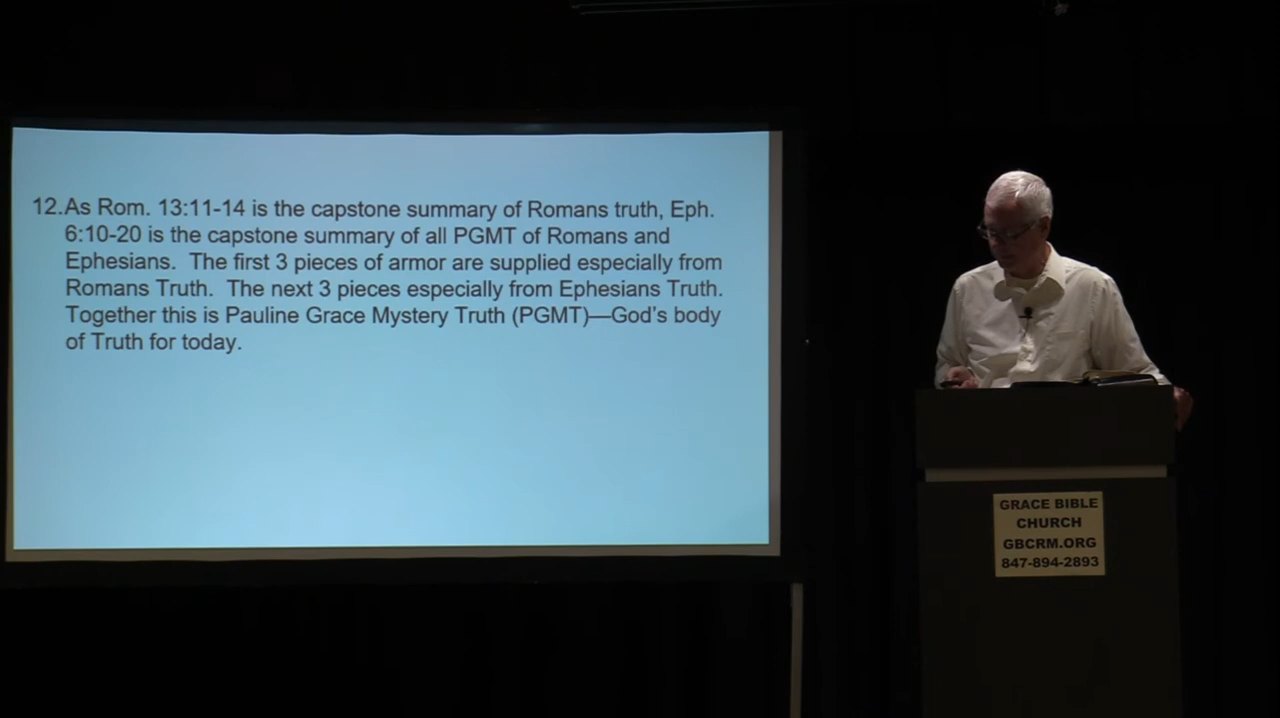 12.As Rom. 13:11-14 is the capstone summary of Romans truth, Eph.
6:10-20 is the capstone summary of all PGMT of Romans and
Ephesians.  The first 3 pieces of armor are supplied especially from
Romans Truth.  The next 3 pieces especially from Ephesians Truth.
Together this is Pauline Grace Mystery Truth (PGMT)—God's body
of Truth for today.
GRACE BIBLE
CHURCH
GBCRM.ORG
847-894-2893